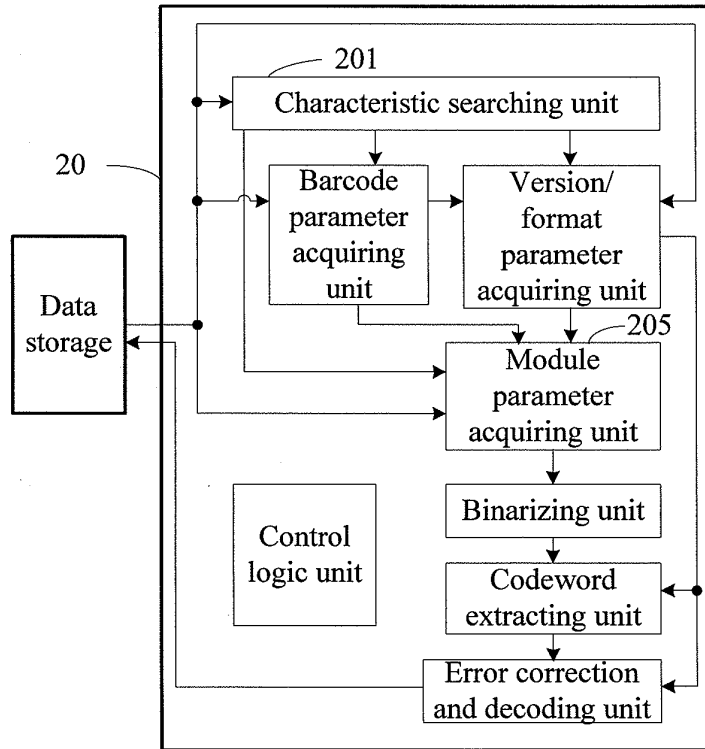 201
Characteristic searching unit
20
Barcode
parameter
acquiring
unit
Version/
format
parameter
acquiring unit
Data
storage
205
Module
parameter
acquiring unit
Control
logic unit
Binarizing unit
Codeword
extracting unit
Error correction
and decoding unit